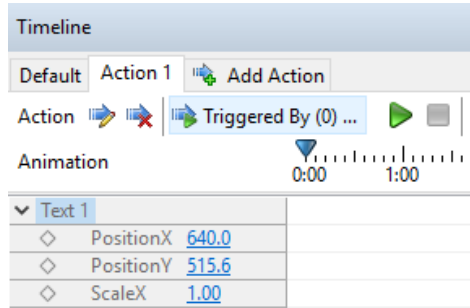 Timeline
Default Action 1 Add Action
Action Triggered By (0) ...
Animation 0:00 1:00
Text 1
PositionX 640.0
PositionY 515.6
ScaleX 1.00